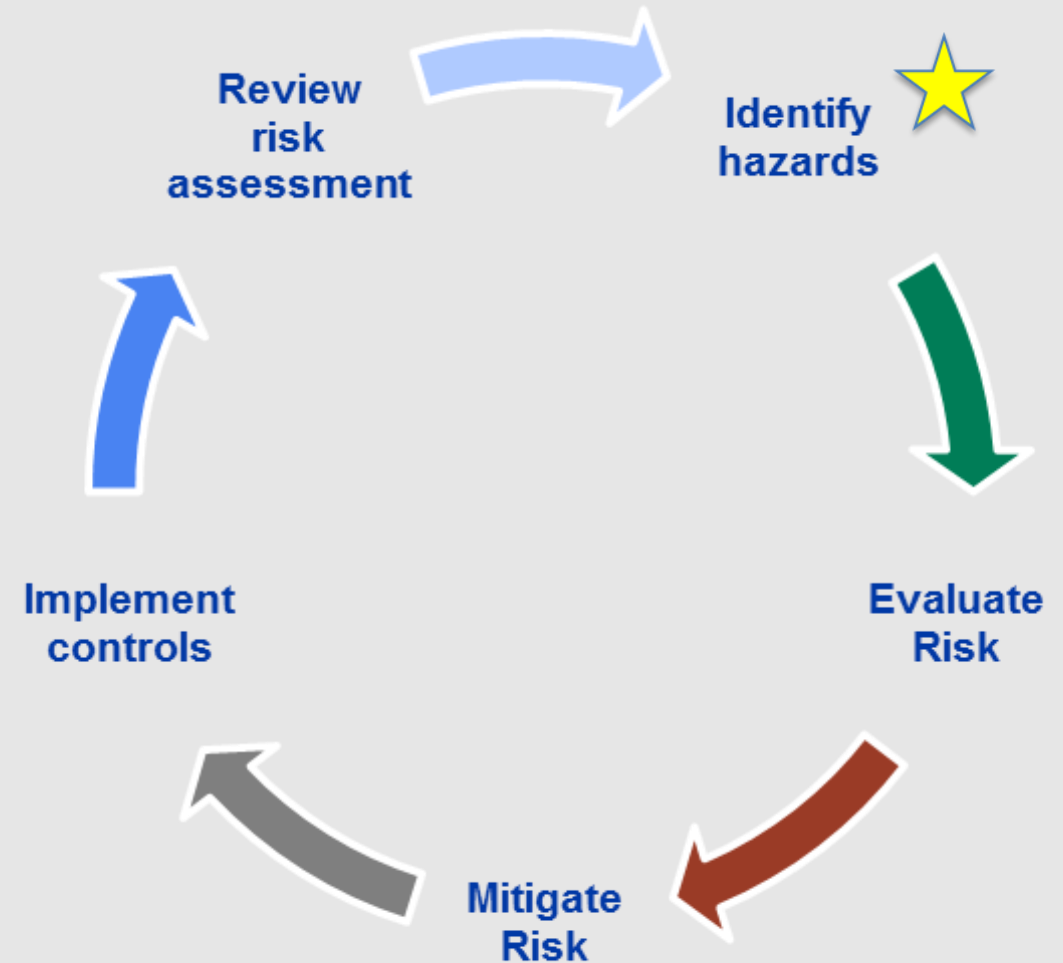 Review
risk
assessment
Identify
hazards
Evaluate
Risk
Mitigate
Risk
Implement
controls